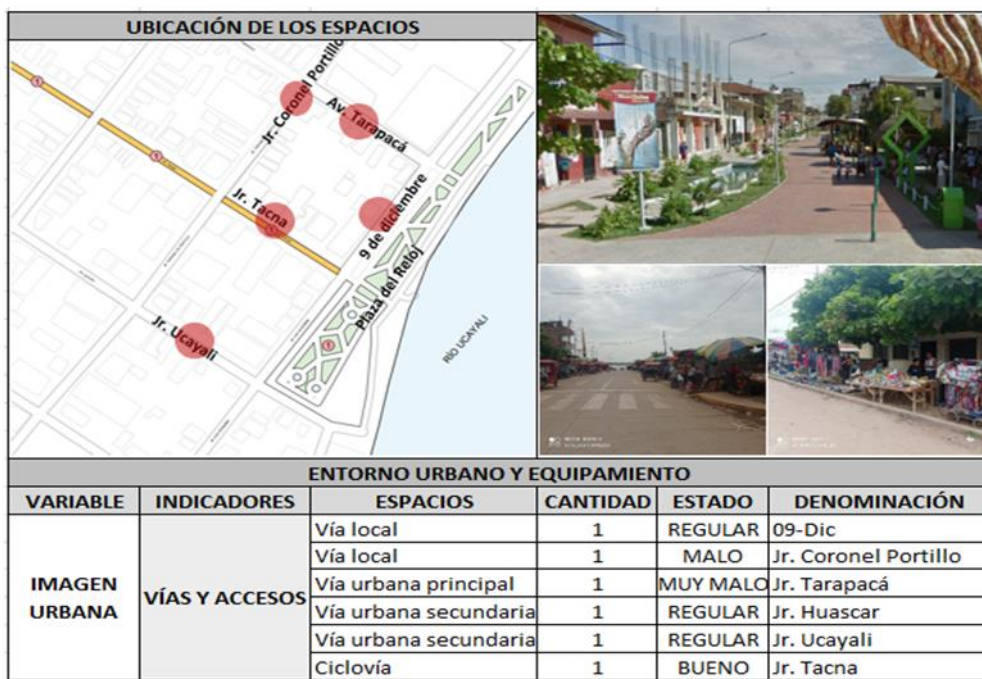 UBICACIÓN DE LOS ESPACIOS
Jr. Coronel Portillo
Av. Tarapacá
Jr. Tacna
9 de diciembre
Plaza del Reloj
Jr. Ucayali
RÍO UCAYALI
ENTORNO URBANO Y EQUIPAMIENTO
VARIABLE INDICADORES ESPACIOS CANTIDAD ESTADO DENOMINACIÓN
IMAGEN URBANA VÍAS Y ACCESOS
Vía local 1 REGULAR 09-Dic
Vía local 1 MALO Jr. Coronel Portillo
Vía urbana principal 1 MUY MALO Jr. Tarapacá
Vía urbana secundaria 1 REGULAR Jr. Huascar
Vía urbana secundaria 1 REGULAR Jr. Ucayali
Ciclovía 1 BUENO Jr. Tacna